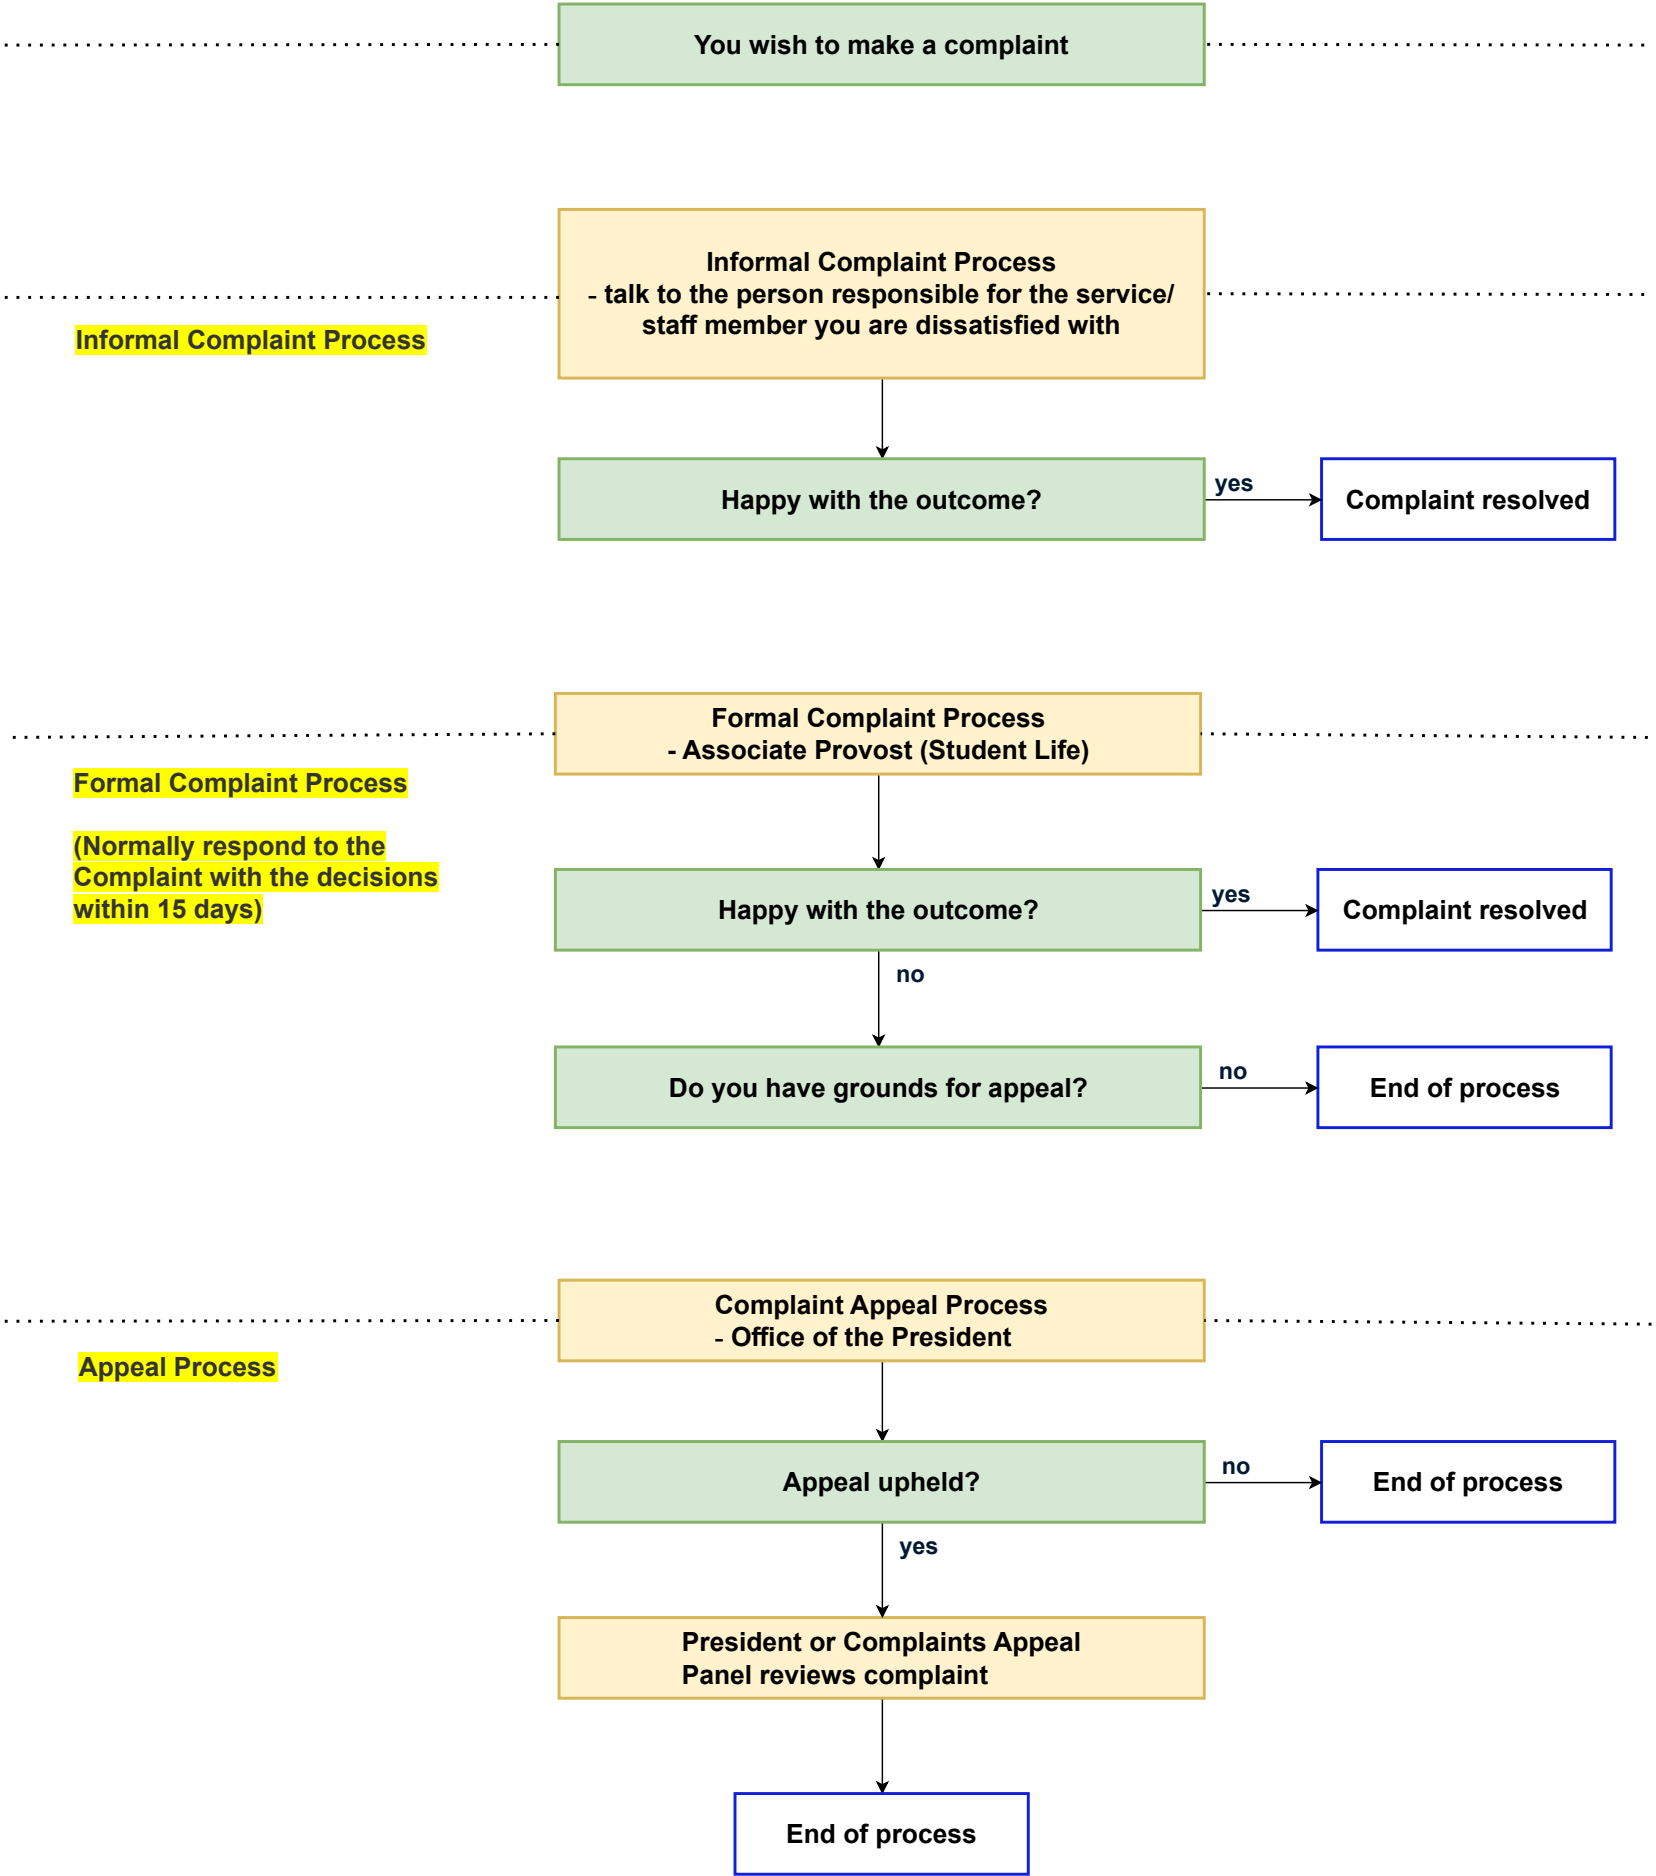 You wish to make a complaint
Informal Complaint Process
- talk to the person responsible for the service/
staff member you are dissatisfied with
Informal Complaint Process
Happy with the outcome?
yes
Complaint resolved
Formal Complaint Process
- Associate Provost (Student Life)
Formal Complaint Process
(Normally respond to the
Complaint with the decisions
within 15 days)
Happy with the outcome?
yes
Complaint resolved
no
Do you have grounds for appeal?
no
End of process
Complaint Appeal Process
- Office of the President
Appeal Process
Appeal upheld?
no
End of process
yes
President or Complaints Appeal
Panel reviews complaint
End of process